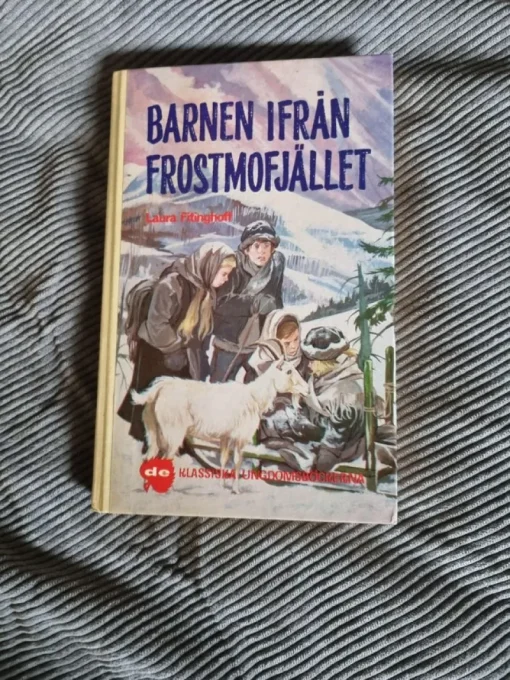 BARNEN IFRÅN
FROSTMOFJÄLLET
Laura Fitinghoff
de KLASSISKA UNGDOMSBÖCKERNA